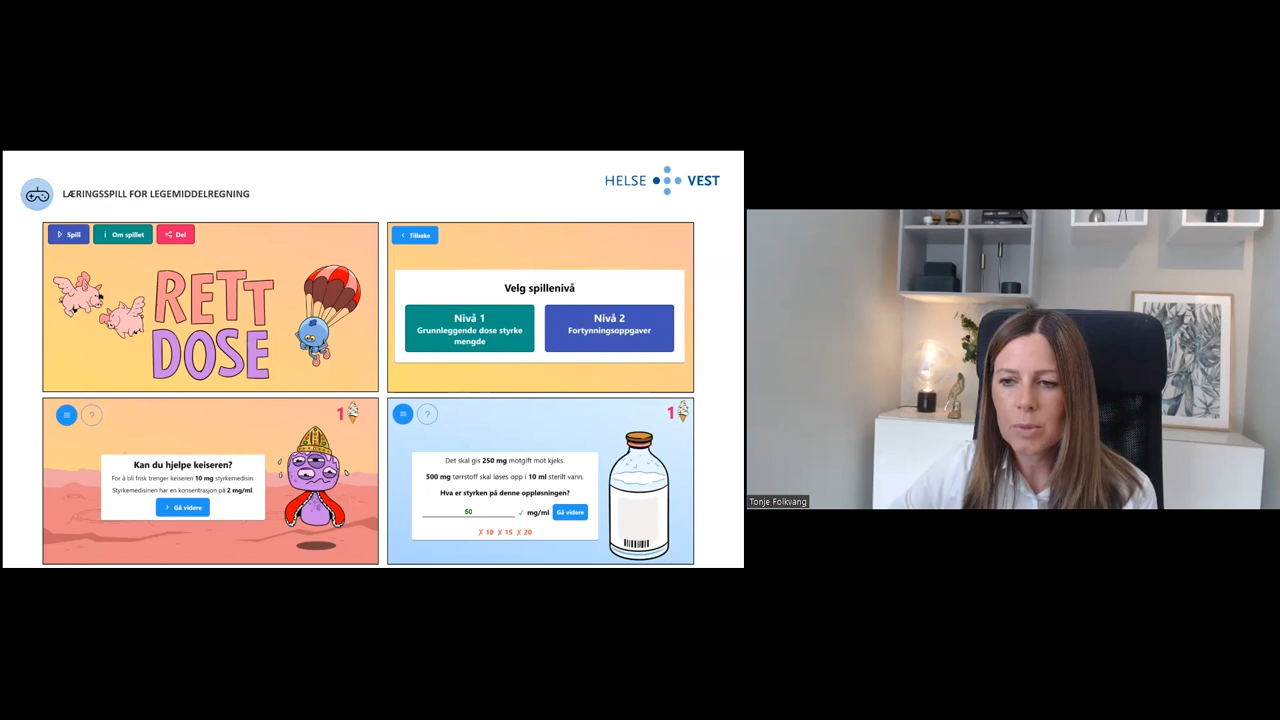 LÆRINGSSPILL FOR LEGEMIDDELREGNING
HELSE VEST
Spill
i Om spillet
Del
RETT
DOSE
Tilbake
Velg spillenivå
Nivå 1
Grunnleggende dose styrke
mengde
Nivå 2
Fortynningsoppgaver
? 1
Kan du hjelpe keiseren?
For å bli frisk trenger keiseren 10 mg styrkemedisin.
Styrkemedisinen har en konsentrasjon på 2 mg/ml.
Gå videre
? 1
Det skal gis 250 mg motgift mot kjeks.
500 mg tørrstoff skal løses opp i 10 ml sterilt vann.
Hva er styrken på denne oppløsningen?
50 ✓ mg/ml Gå videre
✗ 10 ✗ 15 ✗ 20
Tonje Folkvang